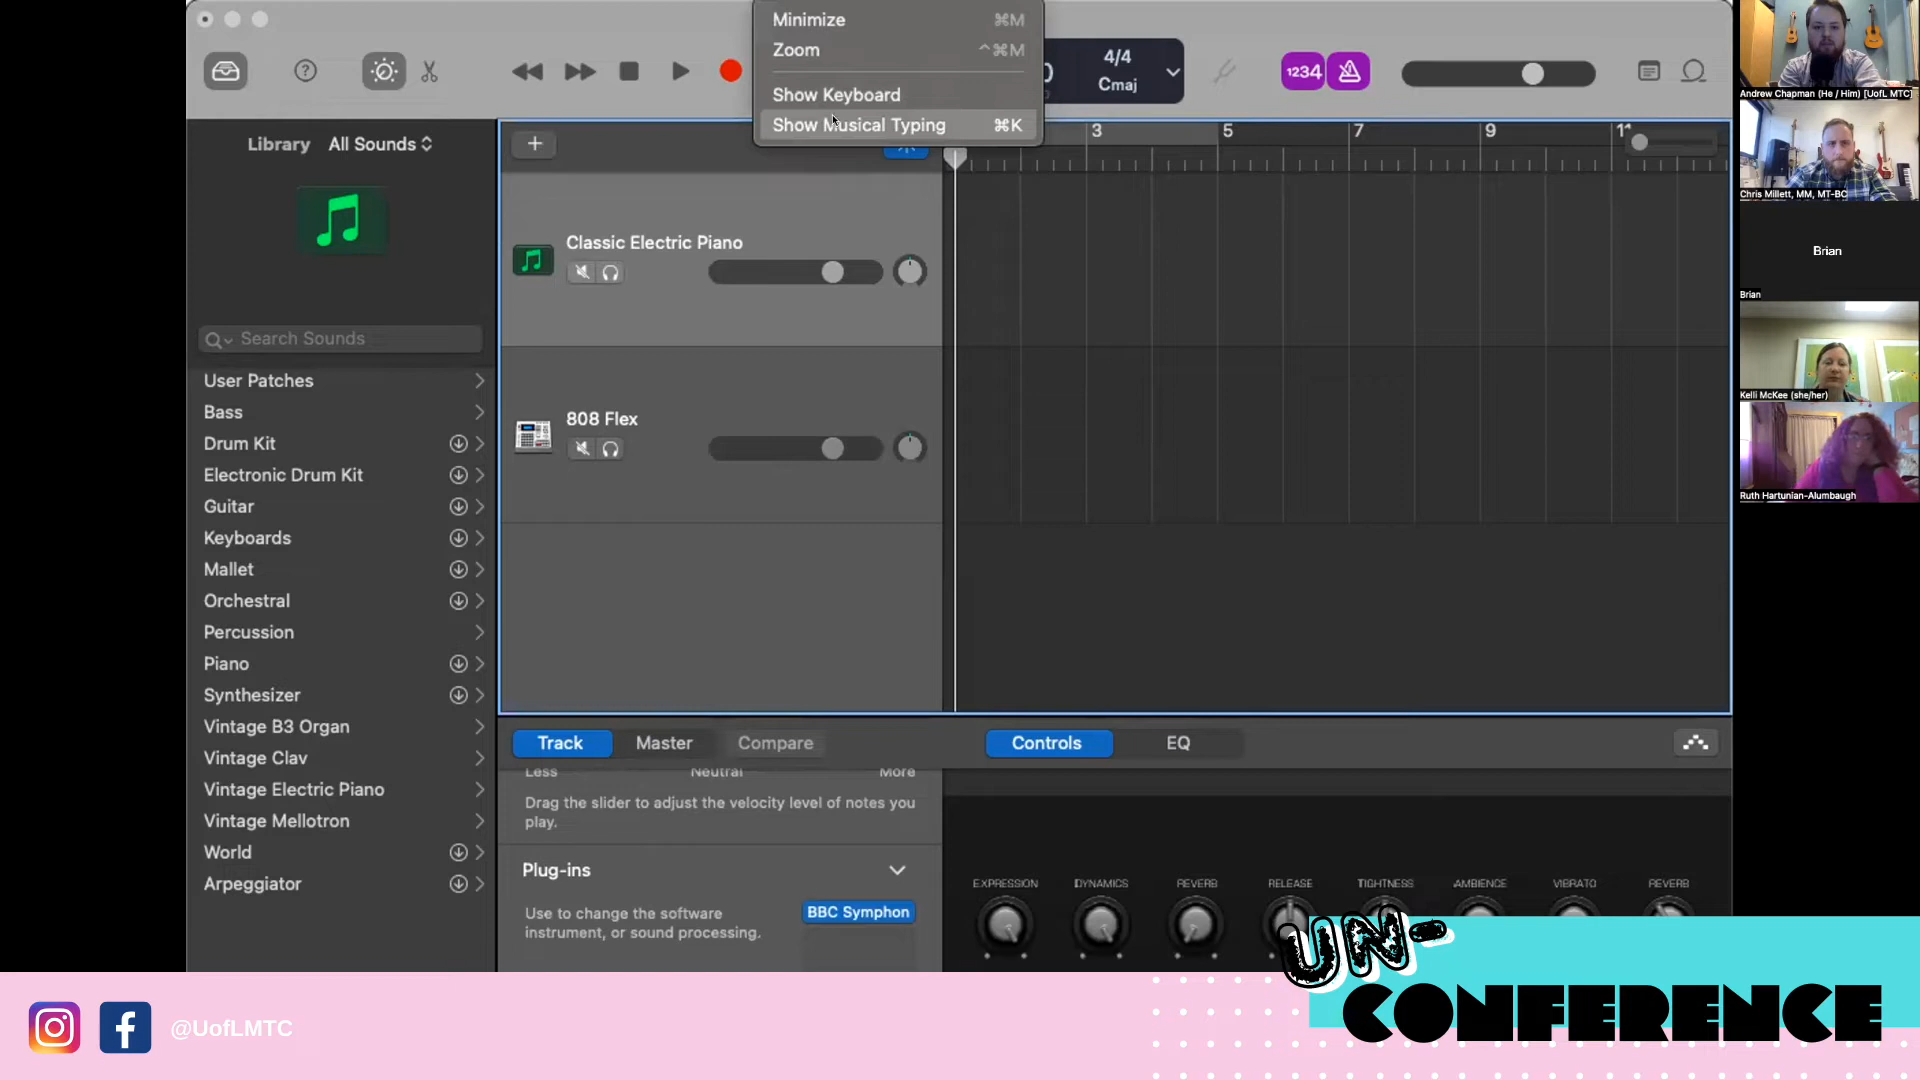 Minimize ⌘M
Zoom ^⌘M
Show Keyboard
Show Musical Typing ⌘K
4/4
Cmaj
1234
Library All Sounds
3 5 7 9
Search Sounds
User Patches
Bass
Drum Kit
Electronic Drum Kit
Guitar
Keyboards
Mallet
Orchestral
Percussion
Piano
Synthesizer
Vintage B3 Organ
Vintage Clav
Vintage Electric Piano
Vintage Mellotron
World
Arpeggiator
Classic Electric Piano
808 Flex
Track Master Compare
Controls EQ
Less Neutral More
Drag the slider to adjust the velocity level of notes you
play.
Plug-ins
Use to change the software
instrument, or sound processing.
BBC Symphon
EXPRESSION DYNAMICS REVERB RELEASE TIGHTNESS AMBIENCE VIBRATO REVERB
Andrew Chapman (He / Him) [UofL MTC]
Chris Millett, MM, MT-BC
Brian
Brian
Kelli McKee (she/her)
Ruth Hartunian-Alumbaugh
@UofLMTC
UN-
CONFERENCE